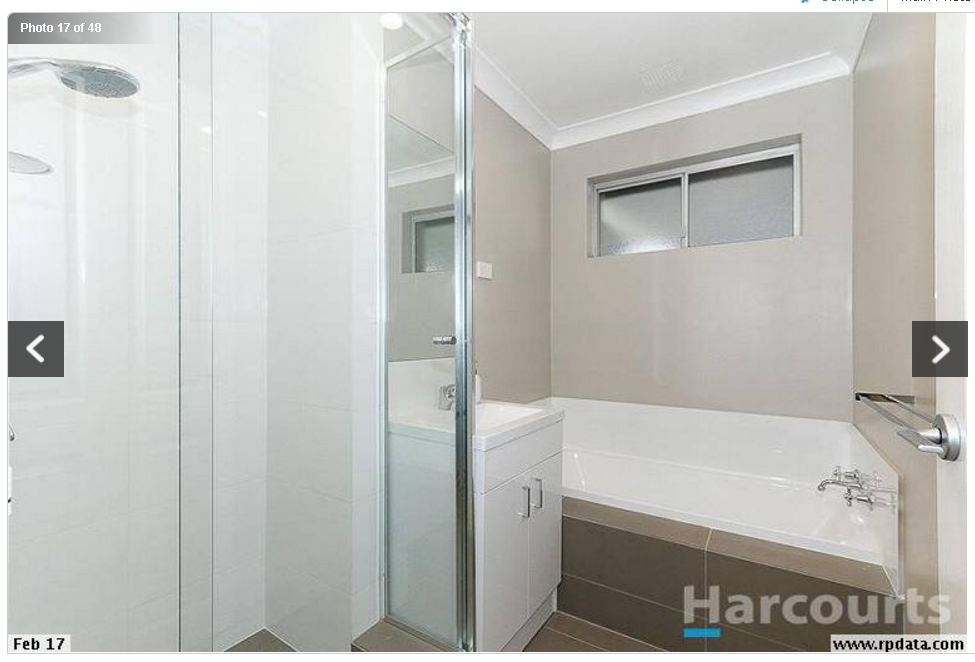 Photo 17 of 48
Harcourts
Feb 17
www.rpdata.com